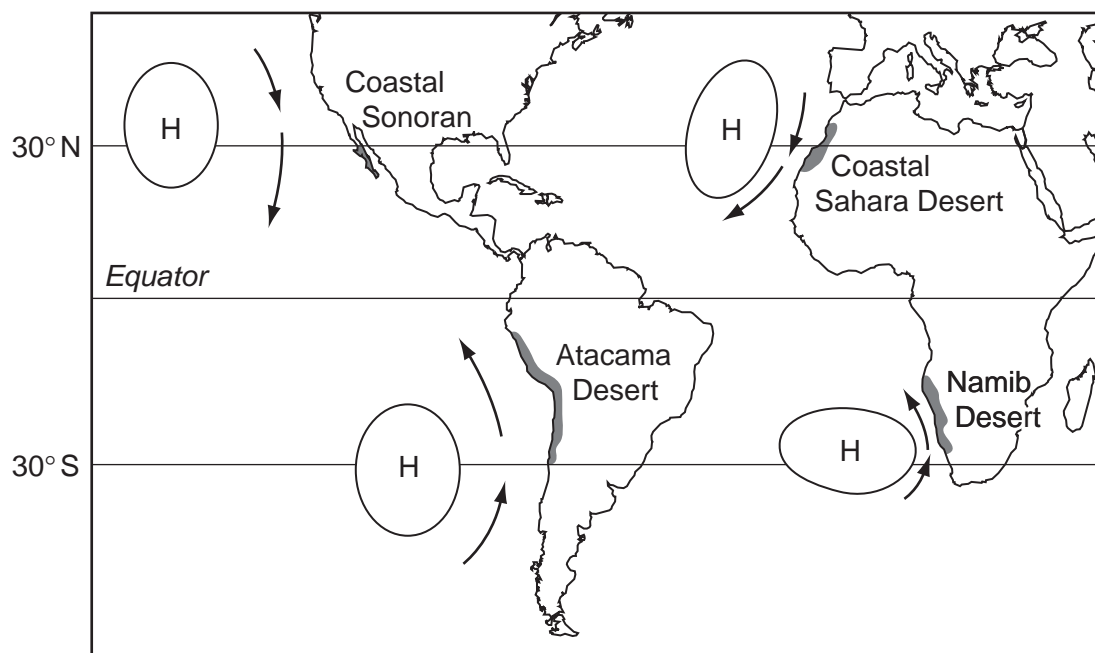 H
Coastal
Sonoran
H
30° N
Coastal
Sahara Desert
Equator
Atacama
Desert
Namib
Desert
H
H
30° S